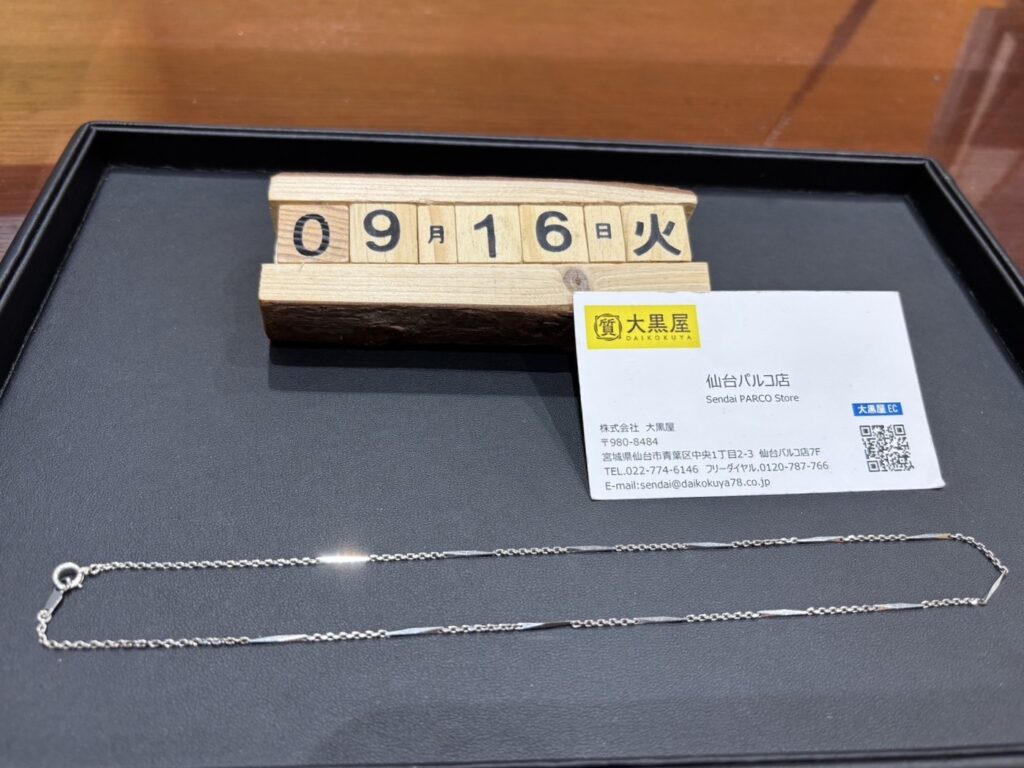 09月16日火
質 大黒屋
DAIKOKUYA
仙台パルコ店
Sendai PARCO Store
大黒屋 EC
株式会社 大黒屋
〒980-8484
宮城県仙台市青葉区中央1丁目2-3 仙台パルコ店7F
TEL.022-774-6146 フリーダイヤル.0120-787-766
E-mail:sendai@daikokuya78.co.jp